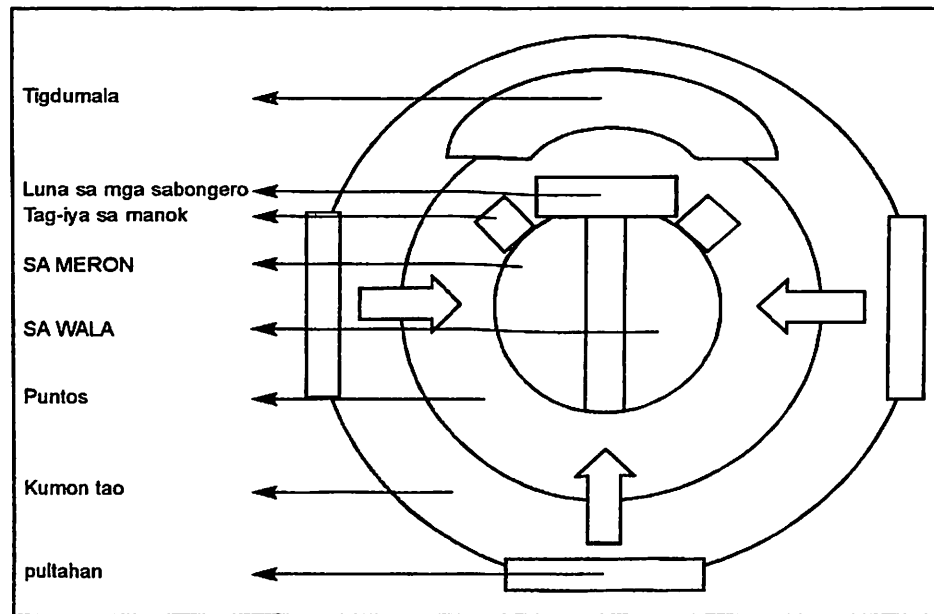 Tigdumala
Luna sa mga sabongero
Tag-iya sa manok
SA MERON
SA WALA
Puntos
Kumon tao
pultahan